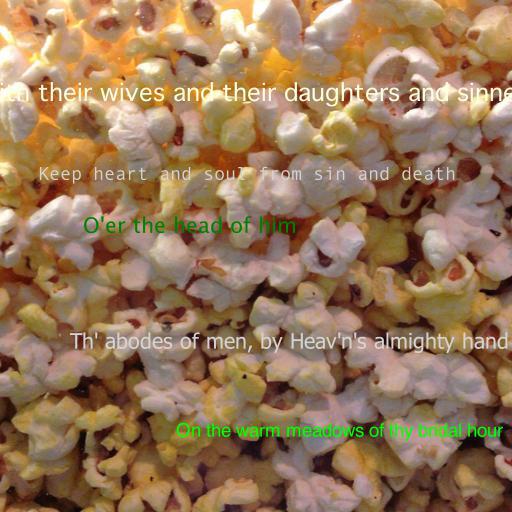 their wives and their daughters and
Keep heart and soul from sin and death
O'er the head of him
Th' abodes of men, by Heav'n's almighty hand
On the warm meadows of thy bridal hour